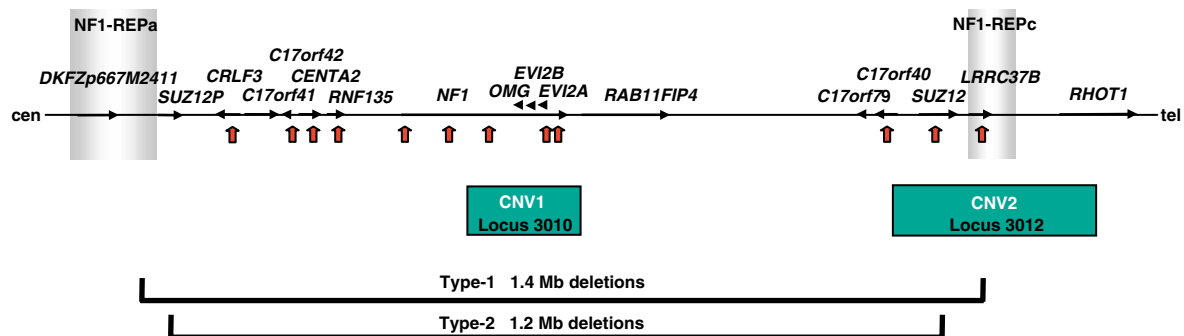 NF1-REPa
NF1-REPc
C17orf42
EVI2B
C17orf40
DKFZp667M2411
CRLF3
CENTA2
OMG
EVI2A
LRRC37B
SUZ12P
C17orf41
RNF135
NF1
RAB11FIP4
C17orf79
SUZ12
RHOT1
cen
tel
CNV1
Locus 3010
CNV2
Locus 3012
Type-1 1.4 Mb deletions
Type-2 1.2 Mb deletions